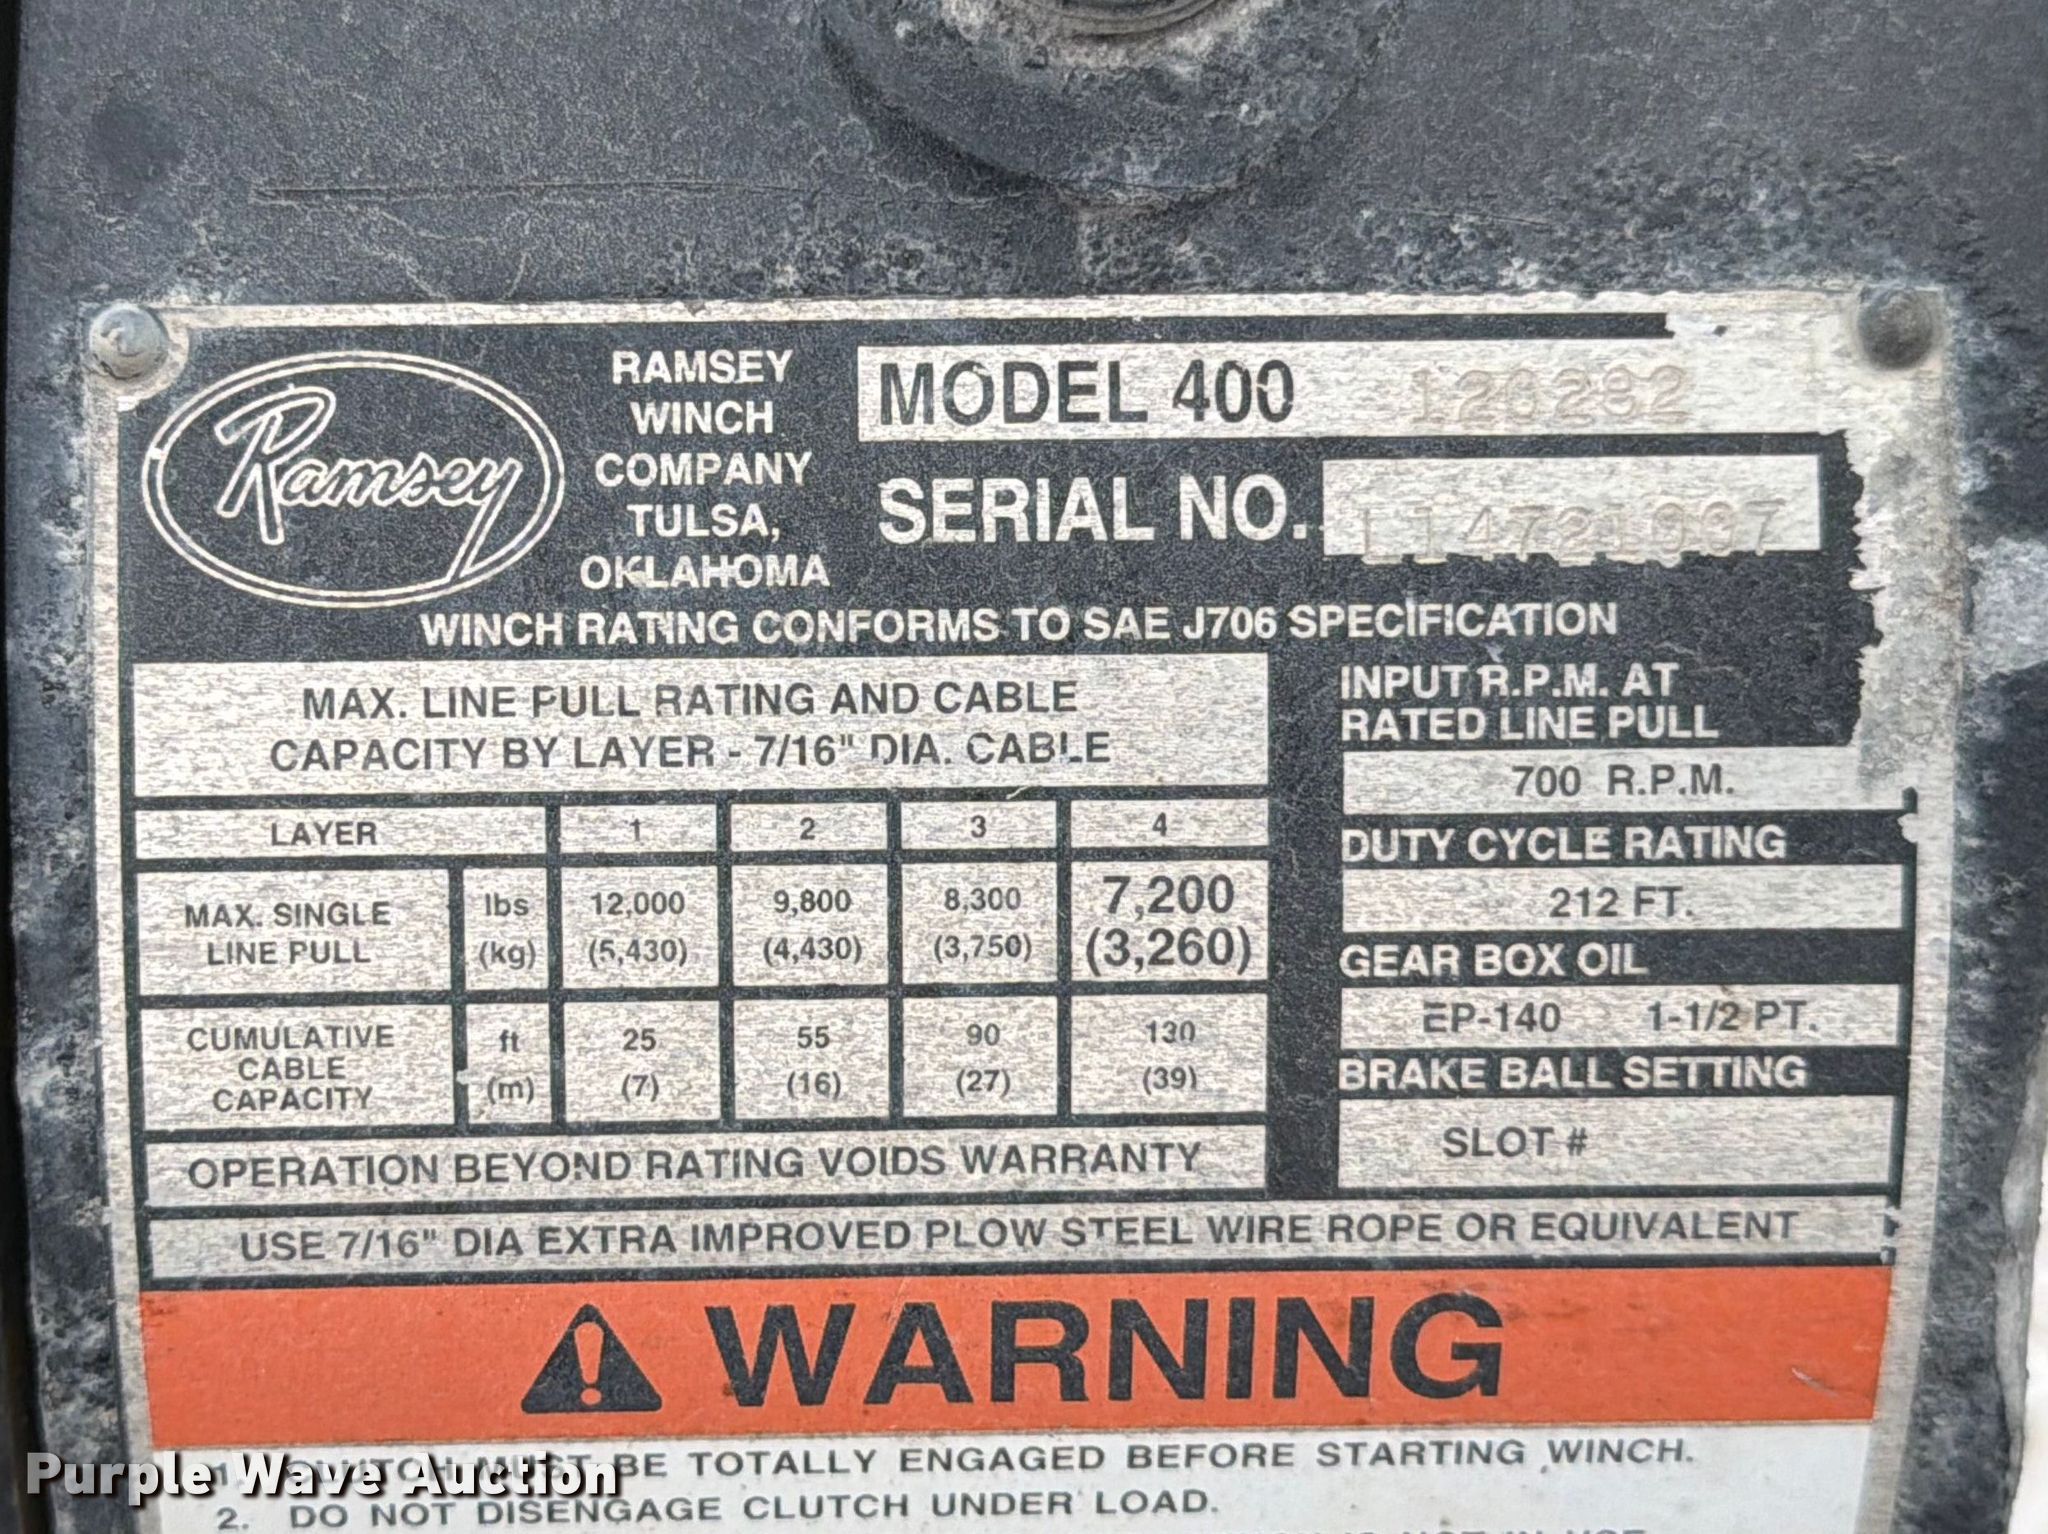 Ramsey
RAMSEY
WINCH
COMPANY
TULSA,
OKLAHOMA
MODEL 400 126282
SERIAL NO.
WINCH RATING CONFORMS TO SAE J706 SPECIFICATION
MAX. LINE PULL RATING AND CABLE
CAPACITY BY LAYER - 7/16" DIA. CABLE
LAYER 1 2 3 4
MAX. SINGLE LINE PULL lbs 12,000 9,800 8,300 7,200
(kg) (5,430) (4,430) (3,750) (3,260)
CUMULATIVE CABLE CAPACITY ft 25 55 90 130
(m) (7) (16) (27) (39)
OPERATION BEYOND RATING VOIDS WARRANTY
INPUT R.P.M. AT
RATED LINE PULL
700 R.P.M.
DUTY CYCLE RATING
212 FT.
GEAR BOX OIL
EP-140 1-1/2 PT.
BRAKE BALL SETTING
SLOT #
USE 7/16" DIA EXTRA IMPROVED PLOW STEEL WIRE ROPE OR EQUIVALENT
WARNING
1. CLUTCH MUST BE TOTALLY ENGAGED BEFORE STARTING WINCH.
2. DO NOT DISENGAGE CLUTCH UNDER LOAD.
Purple Wave Auction